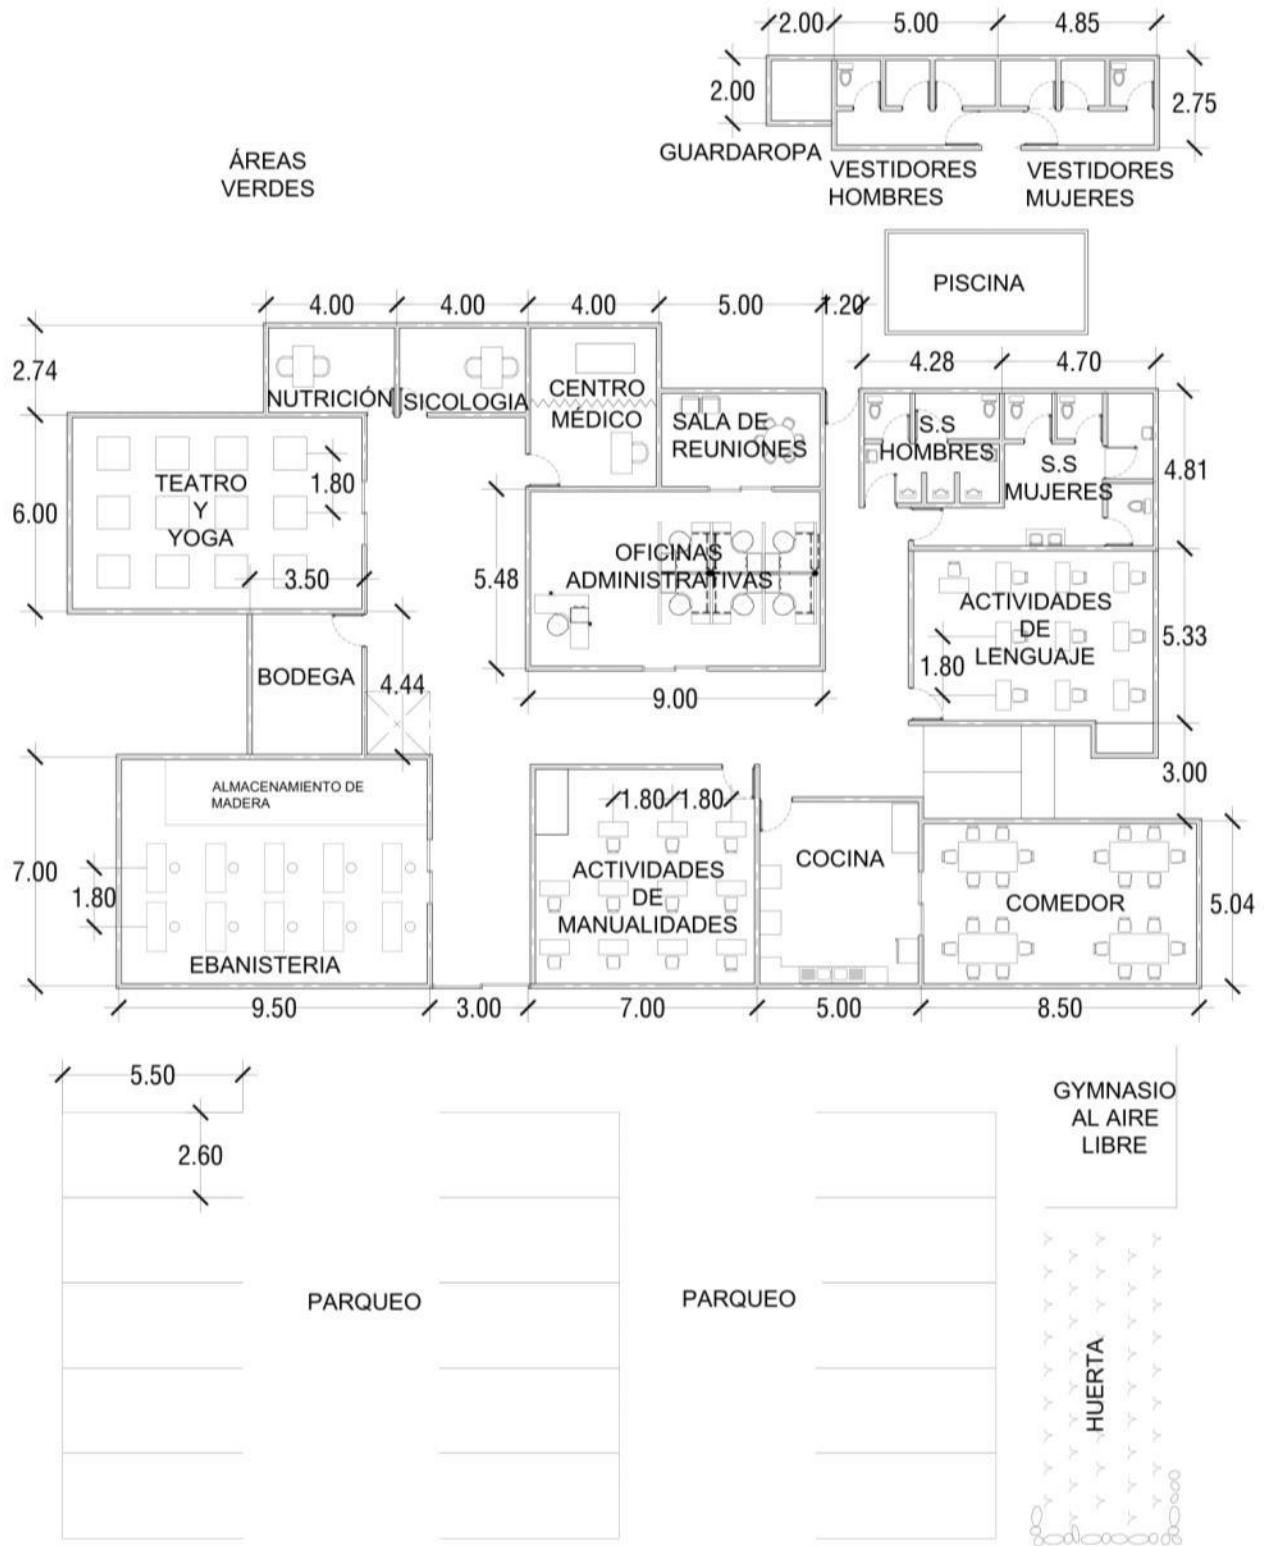 2.00
5.00
4.85
2.00
2.75
GUARDAROPA
VESTIDORES
HOMBRES
VESTIDORES
MUJERES
ÁREAS
VERDES
PISCINA
4.00
4.00
4.00
5.00
1.20
4.28
4.70
2.74
NUTRICIÓN
SICOLOGIA
CENTRO
MÉDICO
SALA DE
REUNIONES
S.S
HOMBRES
S.S
MUJERES
4.81
6.00
TEATRO
Y
YOGA
1.80
3.50
5.48
OFICINAS
ADMINISTRATIVAS
9.00
ACTIVIDADES
DE
LENGUAJE
1.80
5.33
BODEGA
4.44
3.00
ALMACENAMIENTO DE
MADERA
7.00
1.80
EBANISTERIA
1.80
1.80
ACTIVIDADES
DE
MANUALIDADES
COCINA
COMEDOR
5.04
9.50
3.00
7.00
5.00
8.50
5.50
2.60
PARQUEO
PARQUEO
GYMNASIO
AL AIRE
LIBRE
HUERTA